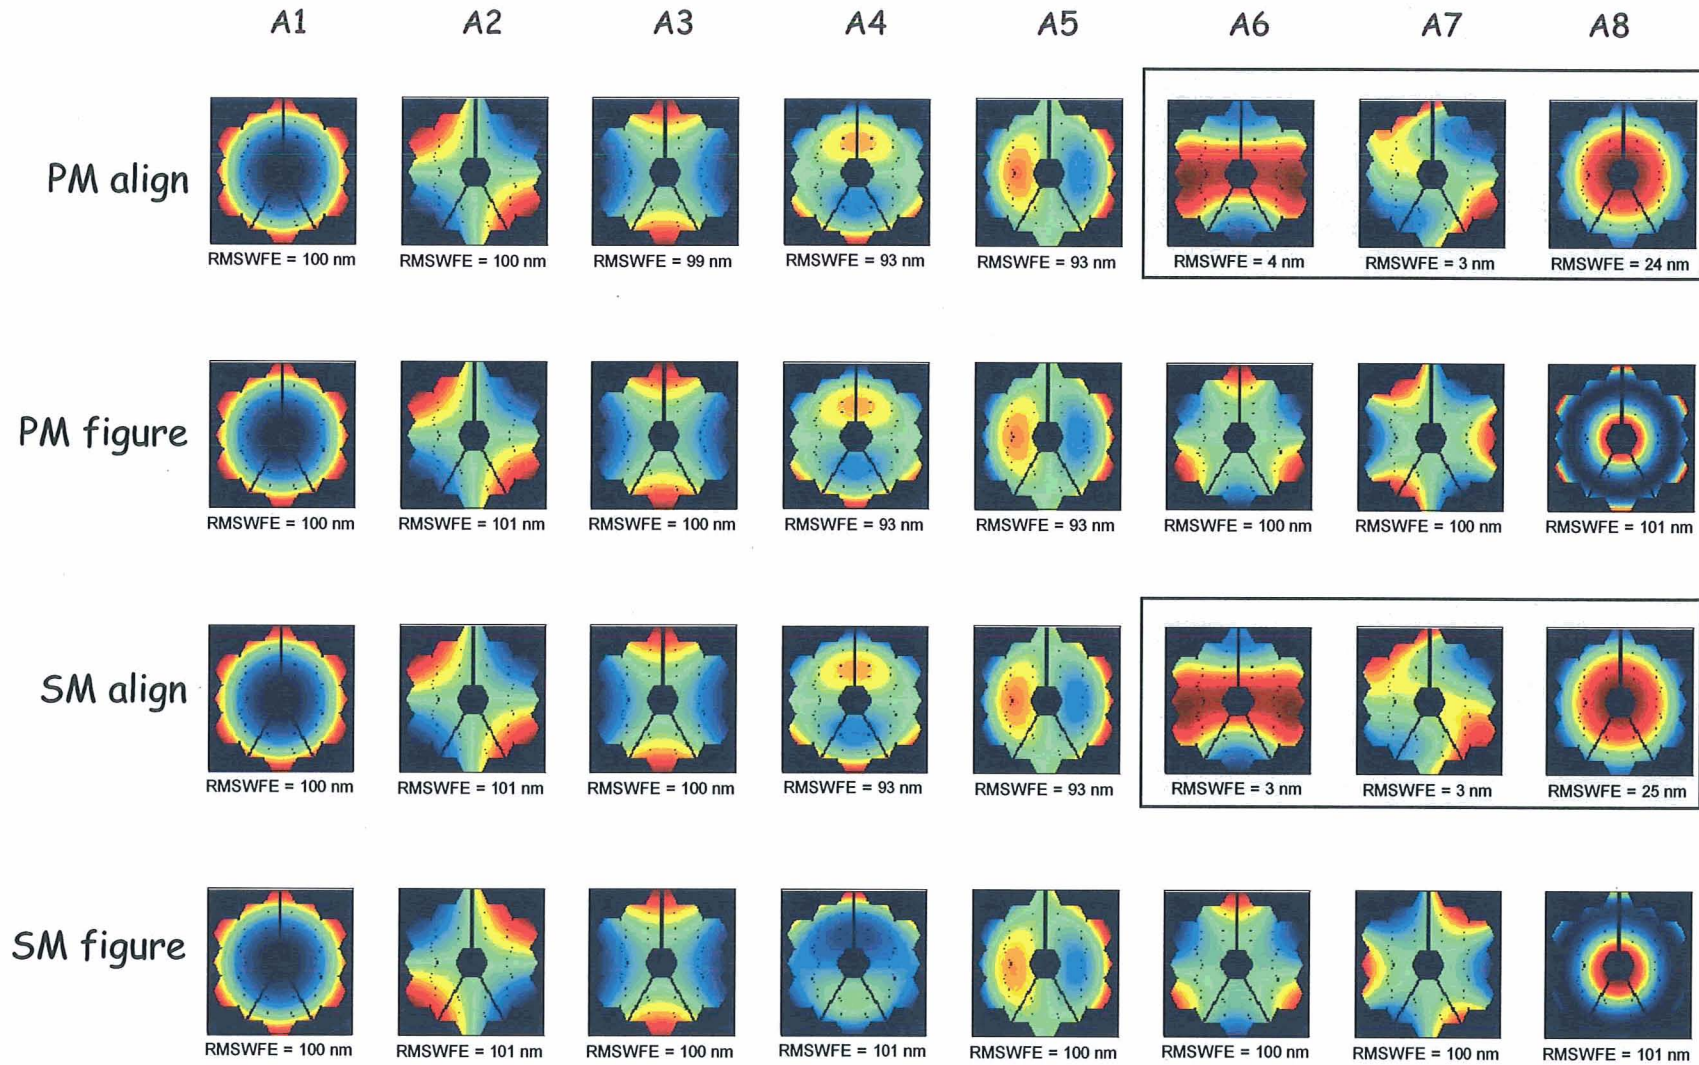 A1 A2 A3 A4 A5 A6 A7 A8
PM align
RMSWFE = 100 nm RMSWFE = 100 nm RMSWFE = 99 nm RMSWFE = 93 nm RMSWFE = 93 nm RMSWFE = 4 nm RMSWFE = 3 nm RMSWFE = 24 nm
PM figure
RMSWFE = 100 nm RMSWFE = 101 nm RMSWFE = 100 nm RMSWFE = 93 nm RMSWFE = 93 nm RMSWFE = 100 nm RMSWFE = 100 nm RMSWFE = 101 nm
SM align
RMSWFE = 100 nm RMSWFE = 101 nm RMSWFE = 100 nm RMSWFE = 93 nm RMSWFE = 93 nm RMSWFE = 3 nm RMSWFE = 3 nm RMSWFE = 25 nm
SM figure
RMSWFE = 100 nm RMSWFE = 101 nm RMSWFE = 100 nm RMSWFE = 101 nm RMSWFE = 100 nm RMSWFE = 100 nm RMSWFE = 100 nm RMSWFE = 101 nm